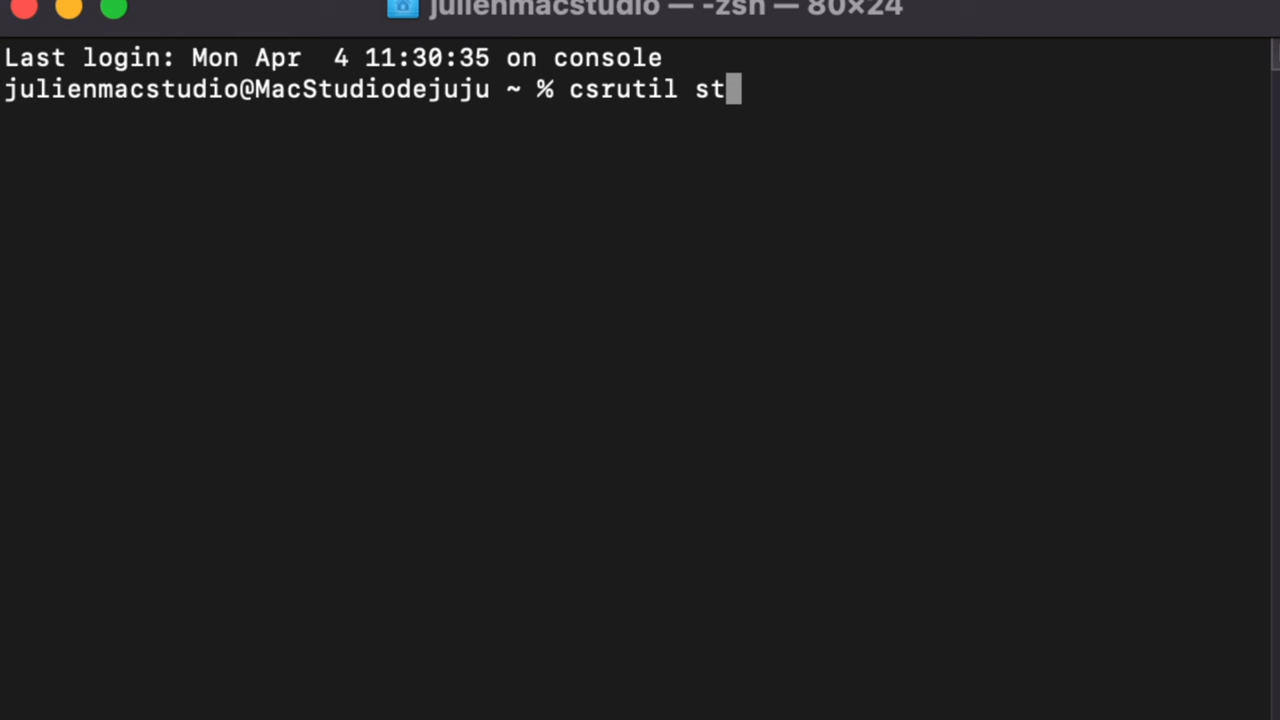 julienmacstudio — -zsh — 80×24
Last login: Mon Apr  4 11:30:35 on console
julienmacstudio@MacStudiodejuju ~ % csrutil st